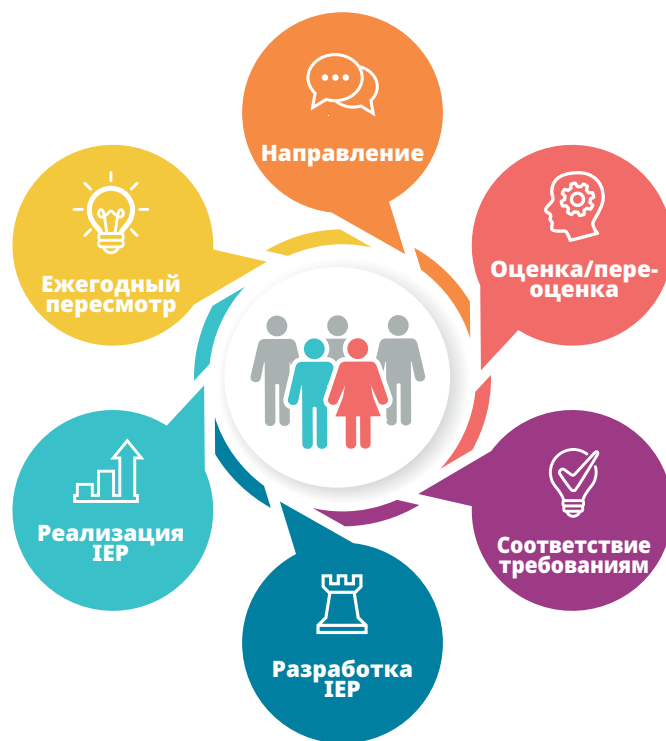 Направление
Оценка/пере-
оценка
Соответствие
требованиям
Разработка
IEP
Реализация
IEP
Ежегодный
пересмотр